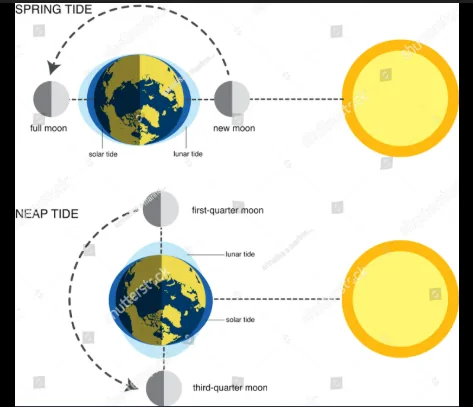 SPRING TIDE
full moon
new moon
solar tide
lunar tide
NEAP TIDE
first-quarter moon
lunar tide
solar tide
shutterstock
third-quarter moon